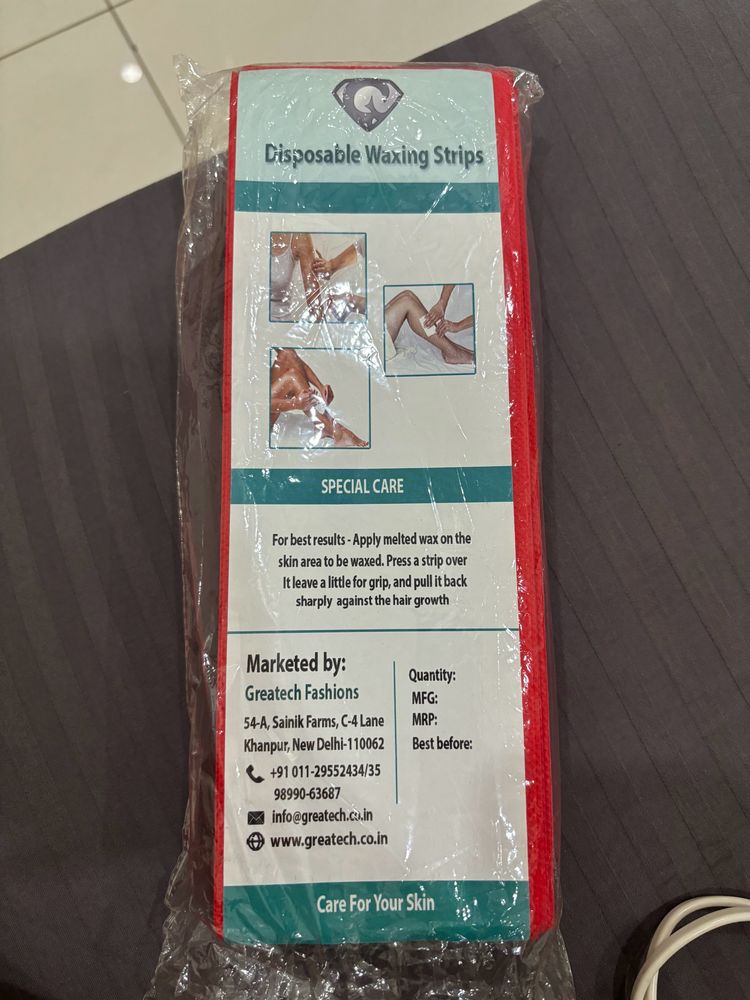 Disposable Waxing Strips
SPECIAL CARE
For best results - Apply melted wax on the
skin area to be waxed. Press a strip over
It leave a little for grip, and pull it back
sharply against the hair growth
Marketed by:
Greatech Fashions
54-A, Sainik Farms, C-4 Lane
Khanpur, New Delhi-110062
+91 011-29552434/35
98990-63687
info@greatech.co.in
www.greatech.co.in
Quantity:
MFG:
MRP:
Best before:
Care For Your Skin